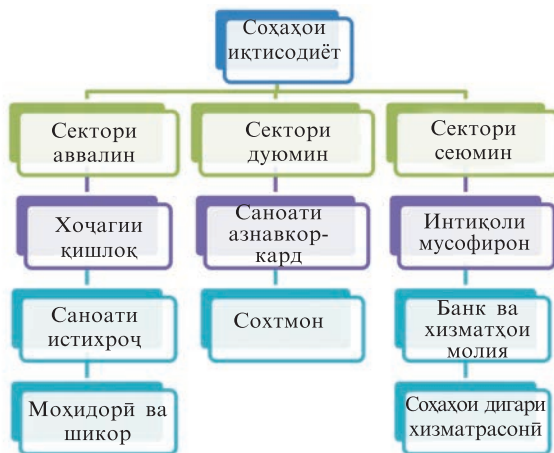 Соҳаҳои
иқтисодиёт
Сектори
аввалин
Сектори
дуюмин
Сектори
сеюмин
Хоҷагии
қишлоқ
Саноати
азнавкор-
кард
Интиқоли
мусофирон
Саноати
истихроҷ
Сохтмон
Банк ва
хизматҳои
молия
Моҳидорӣ ва
шикор
Соҳаҳои дигари
хизматрасонӣ